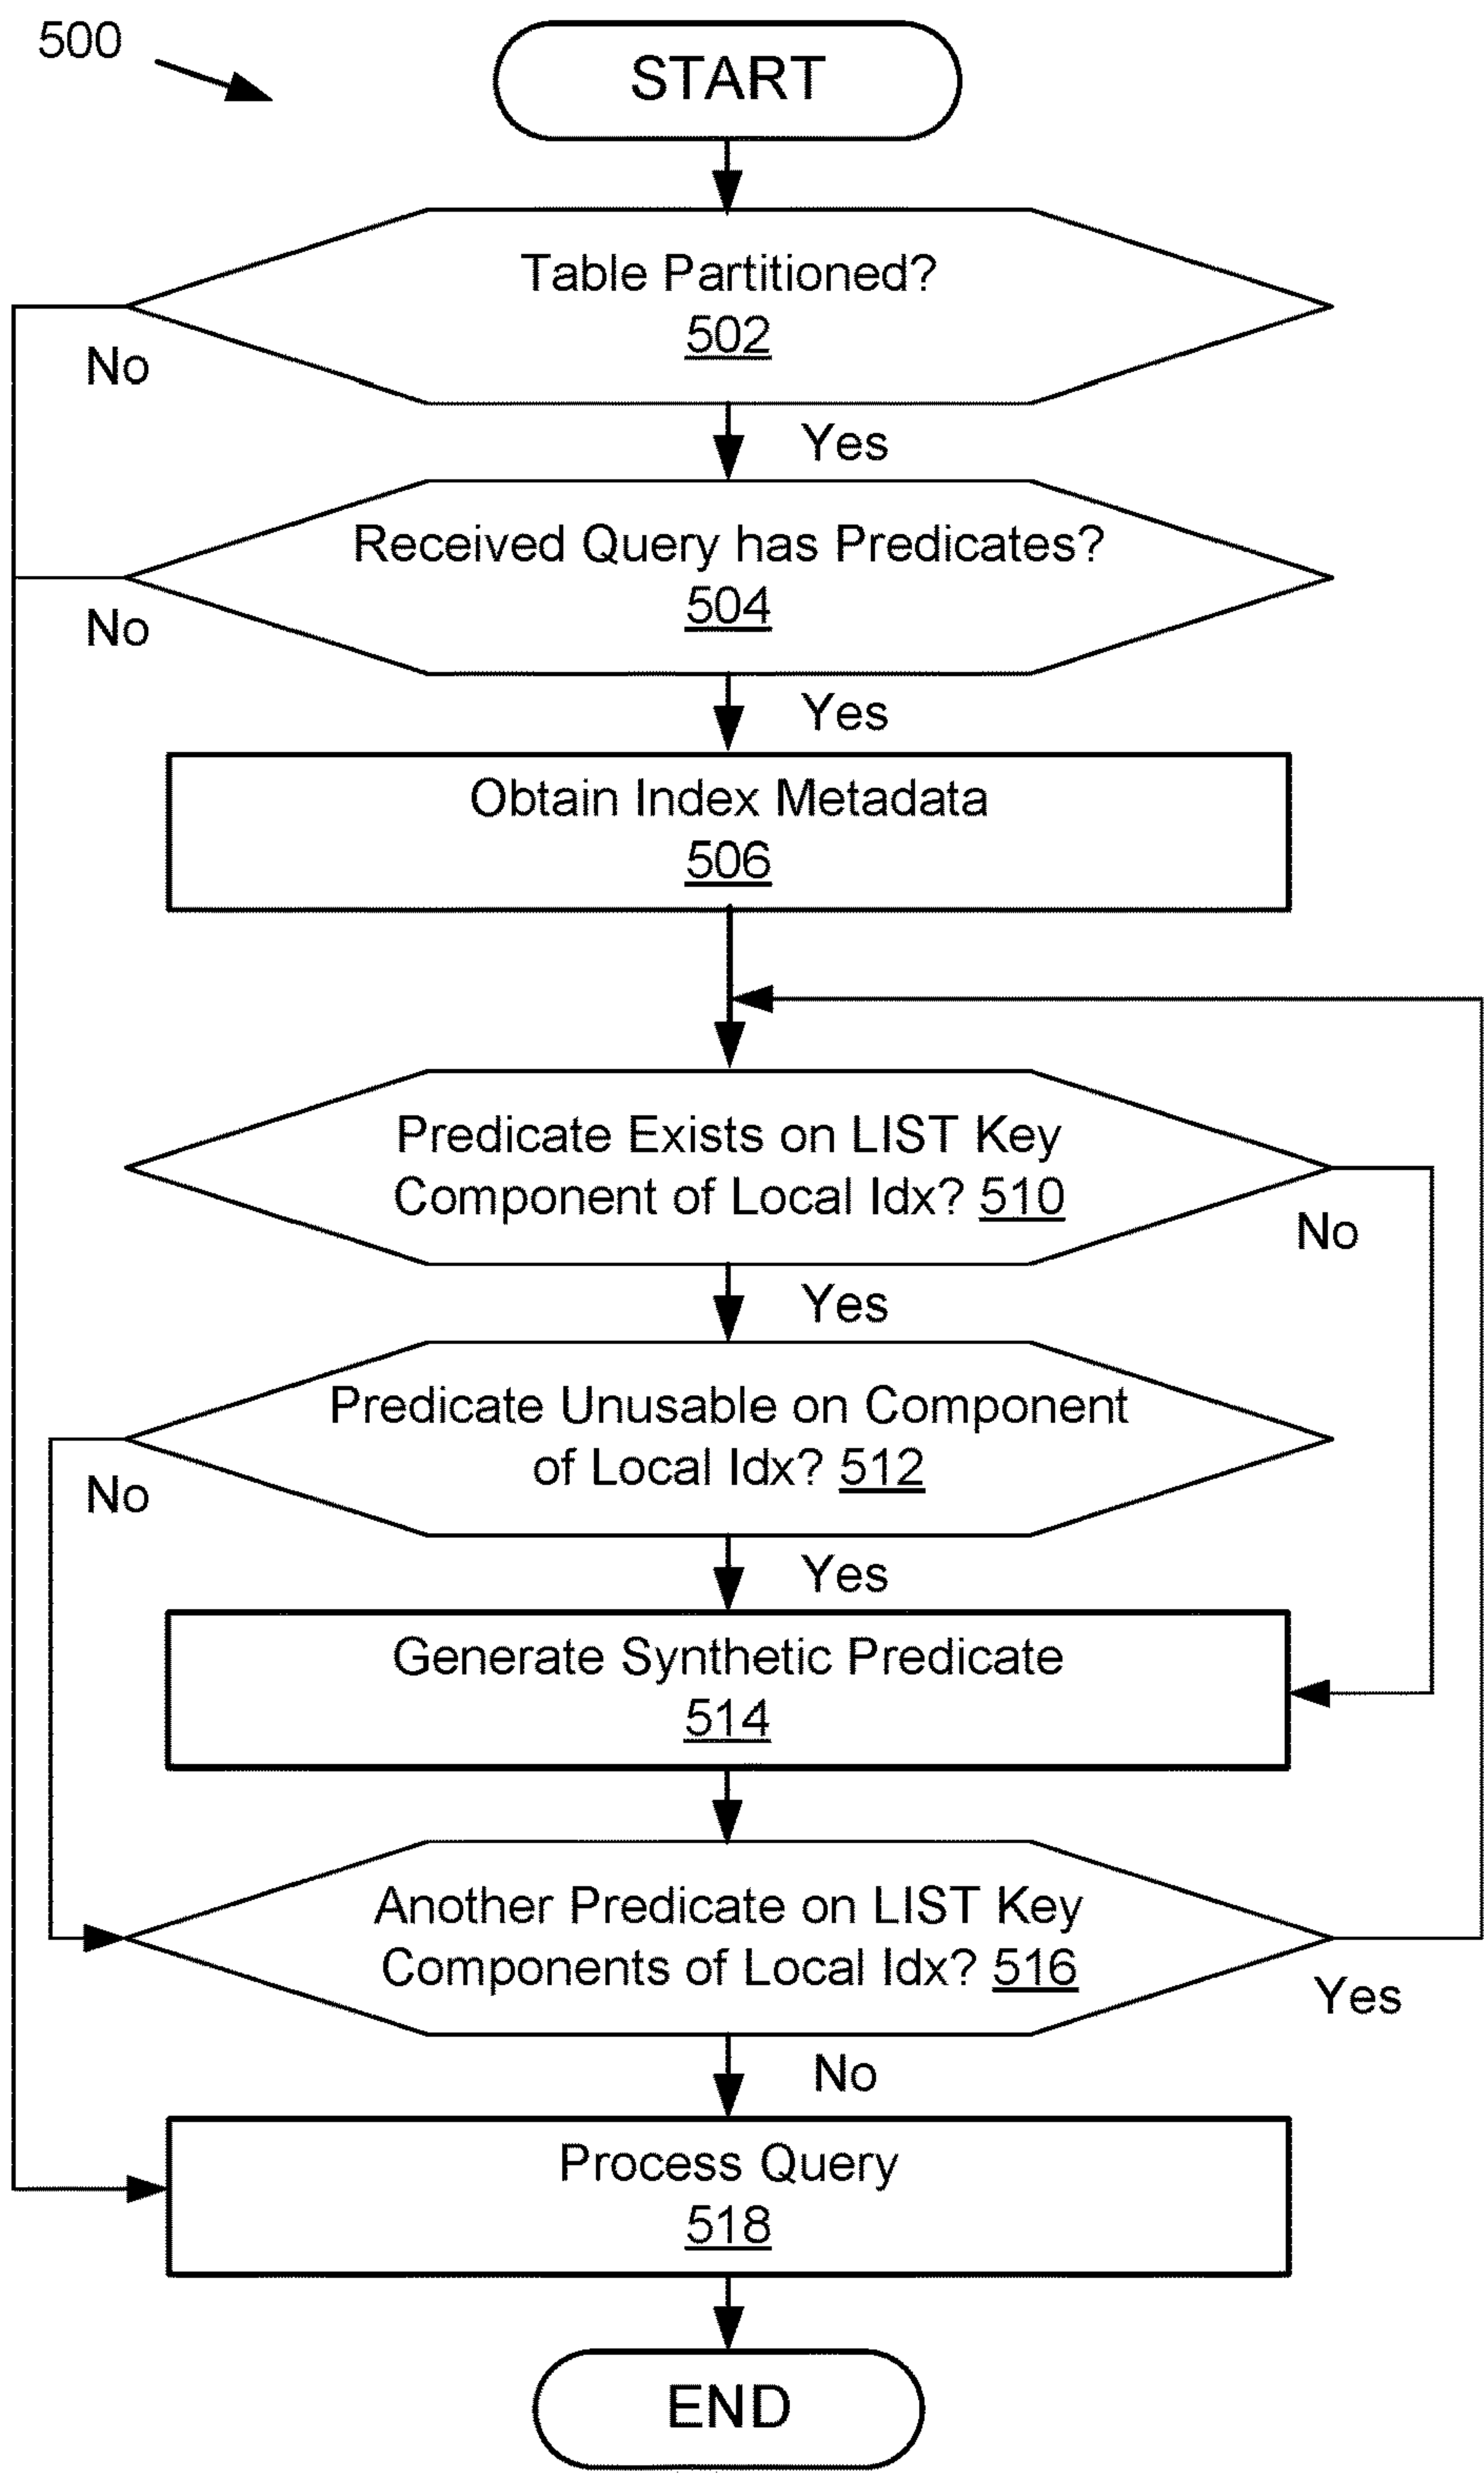 500
START
Table Partitioned?
502
No
Yes
Received Query has Predicates?
504
No
Yes
Obtain Index Metadata
506
Predicate Exists on LIST Key
Component of Local Idx? 510
No
Yes
Predicate Unusable on Component
of Local Idx? 512
No
Yes
Generate Synthetic Predicate
514
Another Predicate on LIST Key
Components of Local Idx? 516
Yes
No
Process Query
518
END